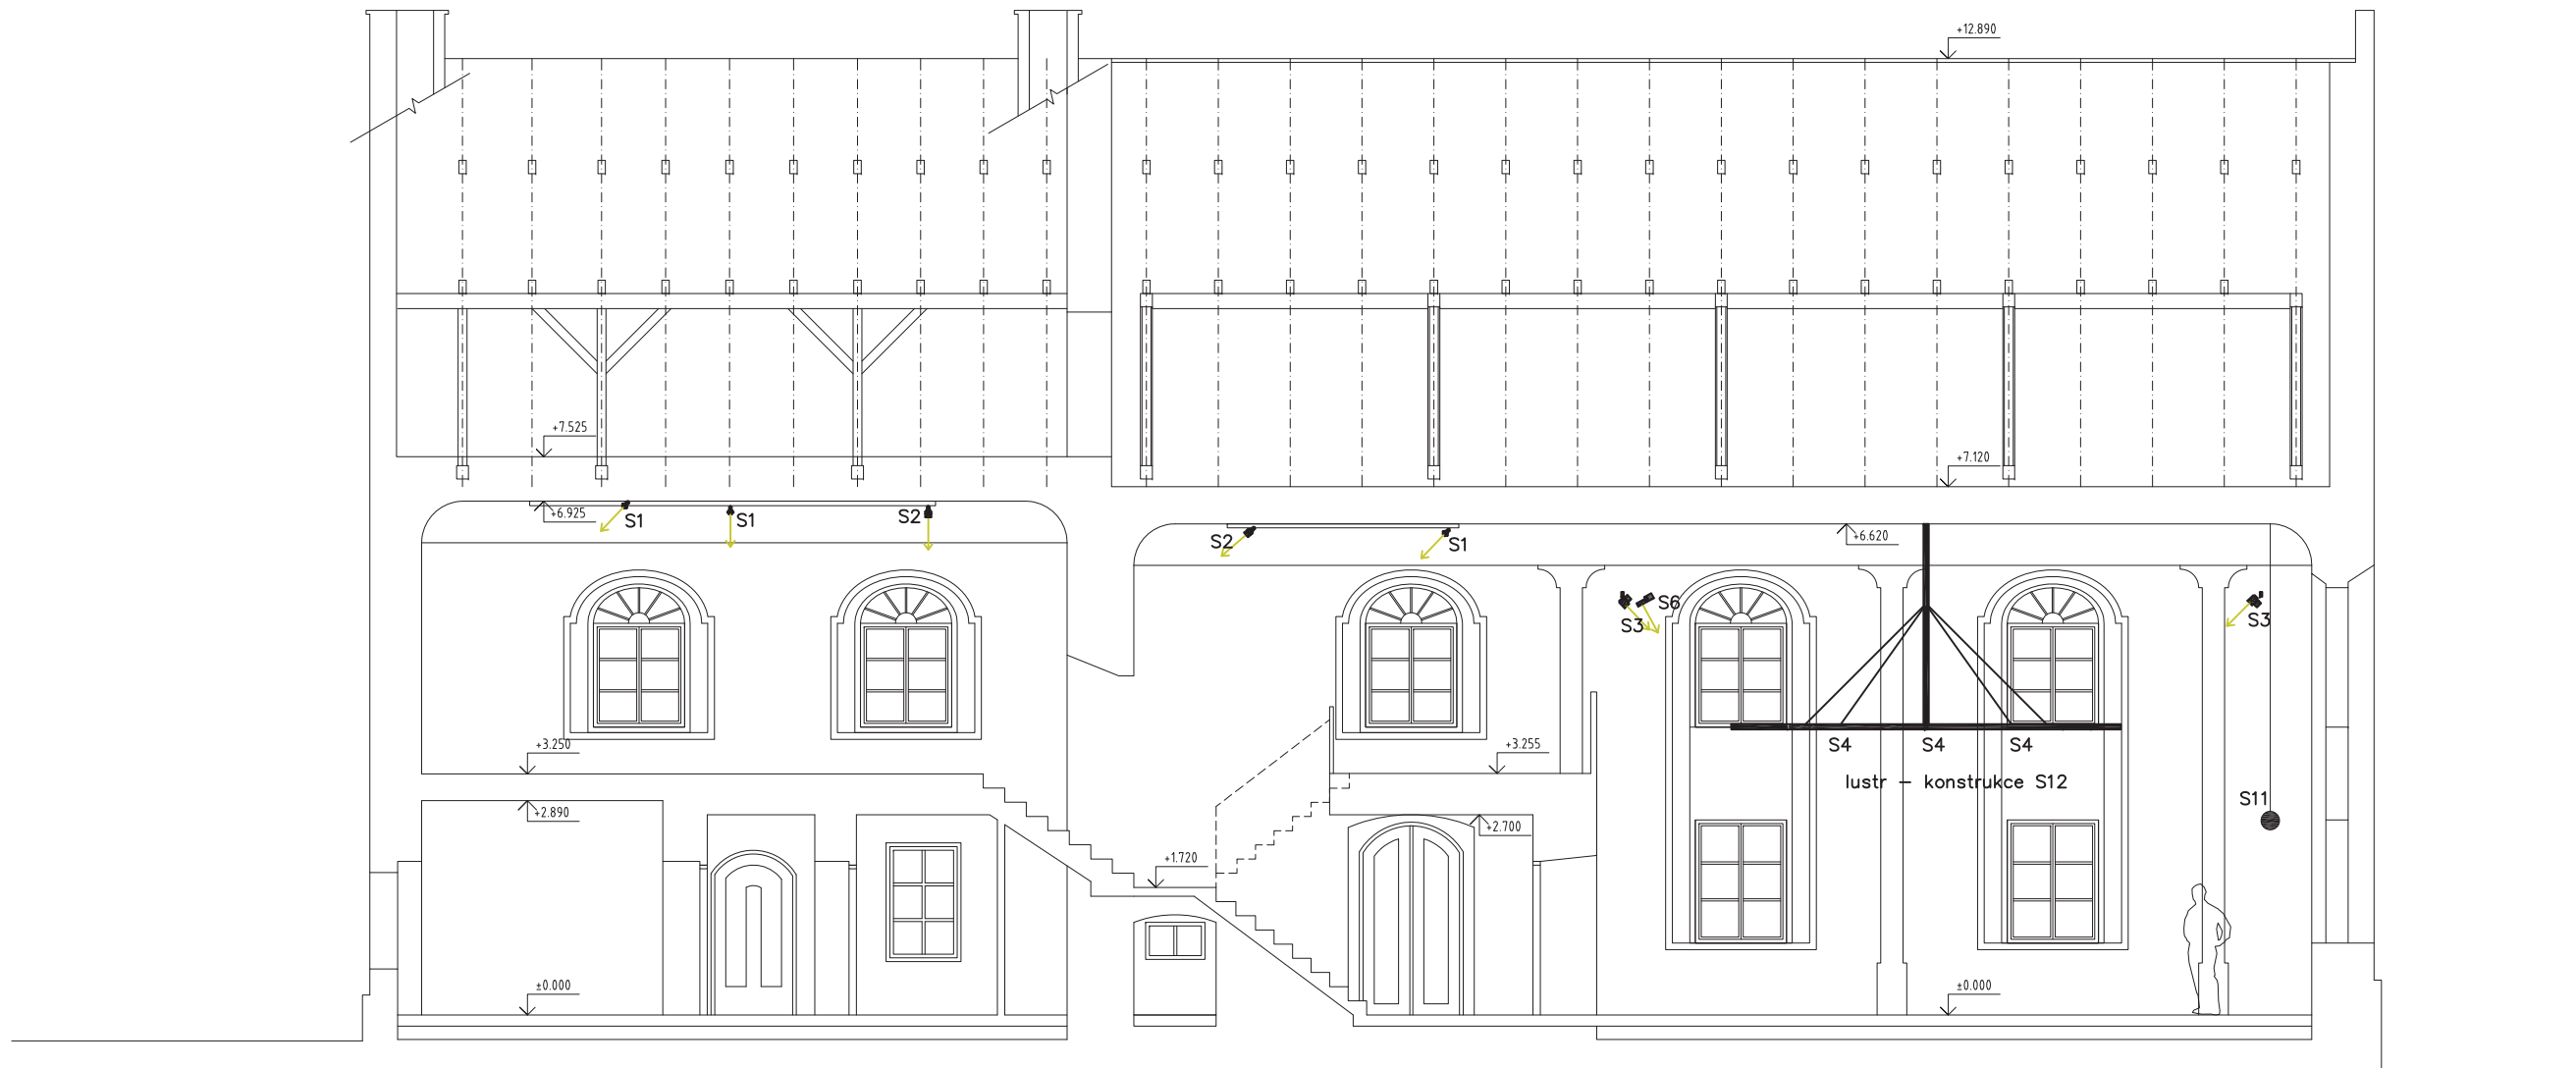 +12.890
+7.525
+7.120
+6.925
S1
S1
S2
S2
S1
+6.620
S6
S3
S3
+3.250
+3.255
S4
S4
S4
lustr – konstrukce S12
S11
+2.890
+2.700
+1.720
±0.000
±0.000